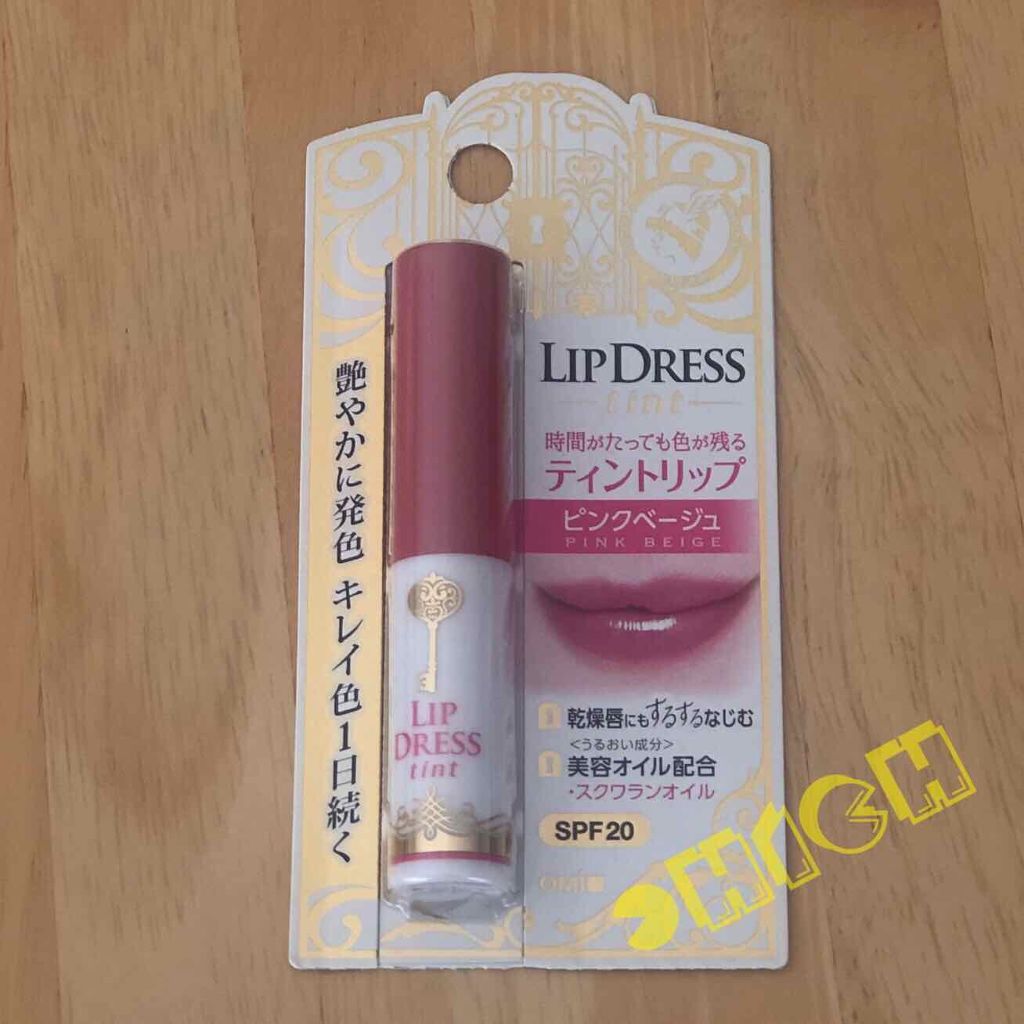 艶やかに発色 キレイ色1日続く
LIP DRESS
tint
時間がたっても色が残る
ティントリップ
ピンクベージュ
PINK BEIGE
LIP
DRESS
tint
乾燥唇にもするするなじむ
<うるおい成分>
美容オイル配合
・スクワランオイル
SPF20